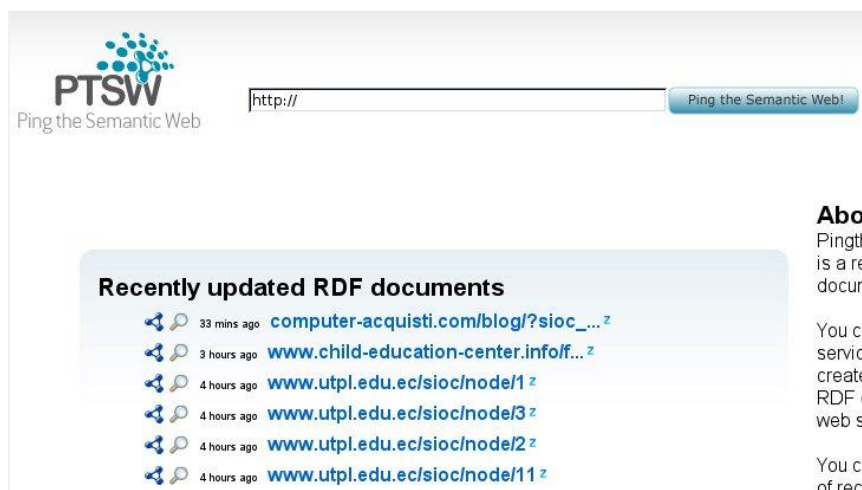 PTSW
Ping the Semantic Web
http://
Ping the Semantic Web!
Recently updated RDF documents
33 mins ago computer-acquisti.com/blog/?sioc_... z
3 hours ago www.child-education-center.info/f... z
4 hours ago www.utpl.edu.ec/sioc/node/1 z
4 hours ago www.utpl.edu.ec/sioc/node/3 z
4 hours ago www.utpl.edu.ec/sioc/node/2 z
4 hours ago www.utpl.edu.ec/sioc/node/11 z
Abo
Pingth
is a re
docum
You c
servic
create
RDF
web s
You c
of rec